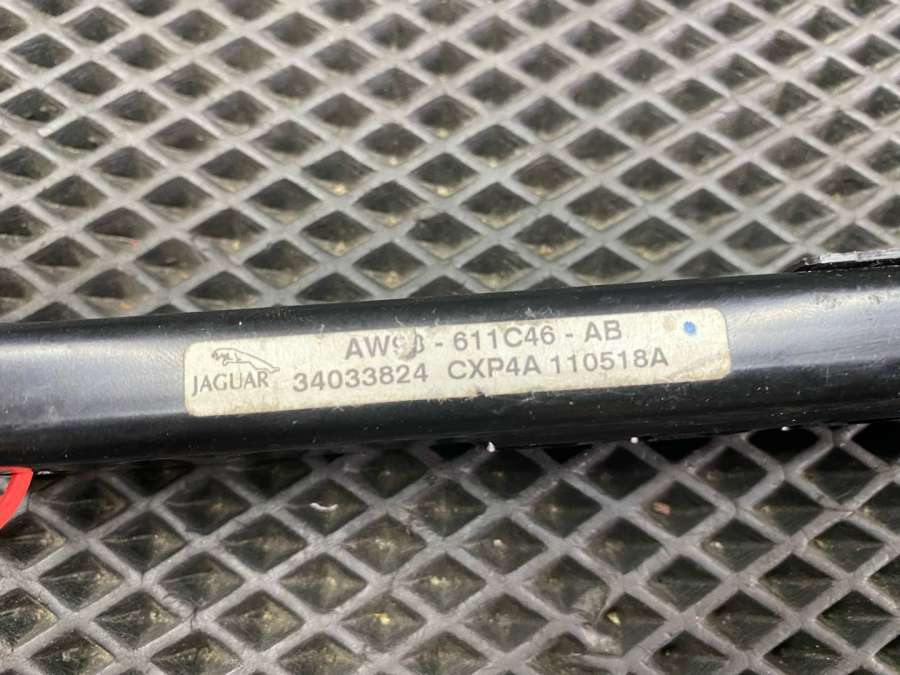 - 611C46 - AB
JAGUAR
34033824 CXP4A 110518A